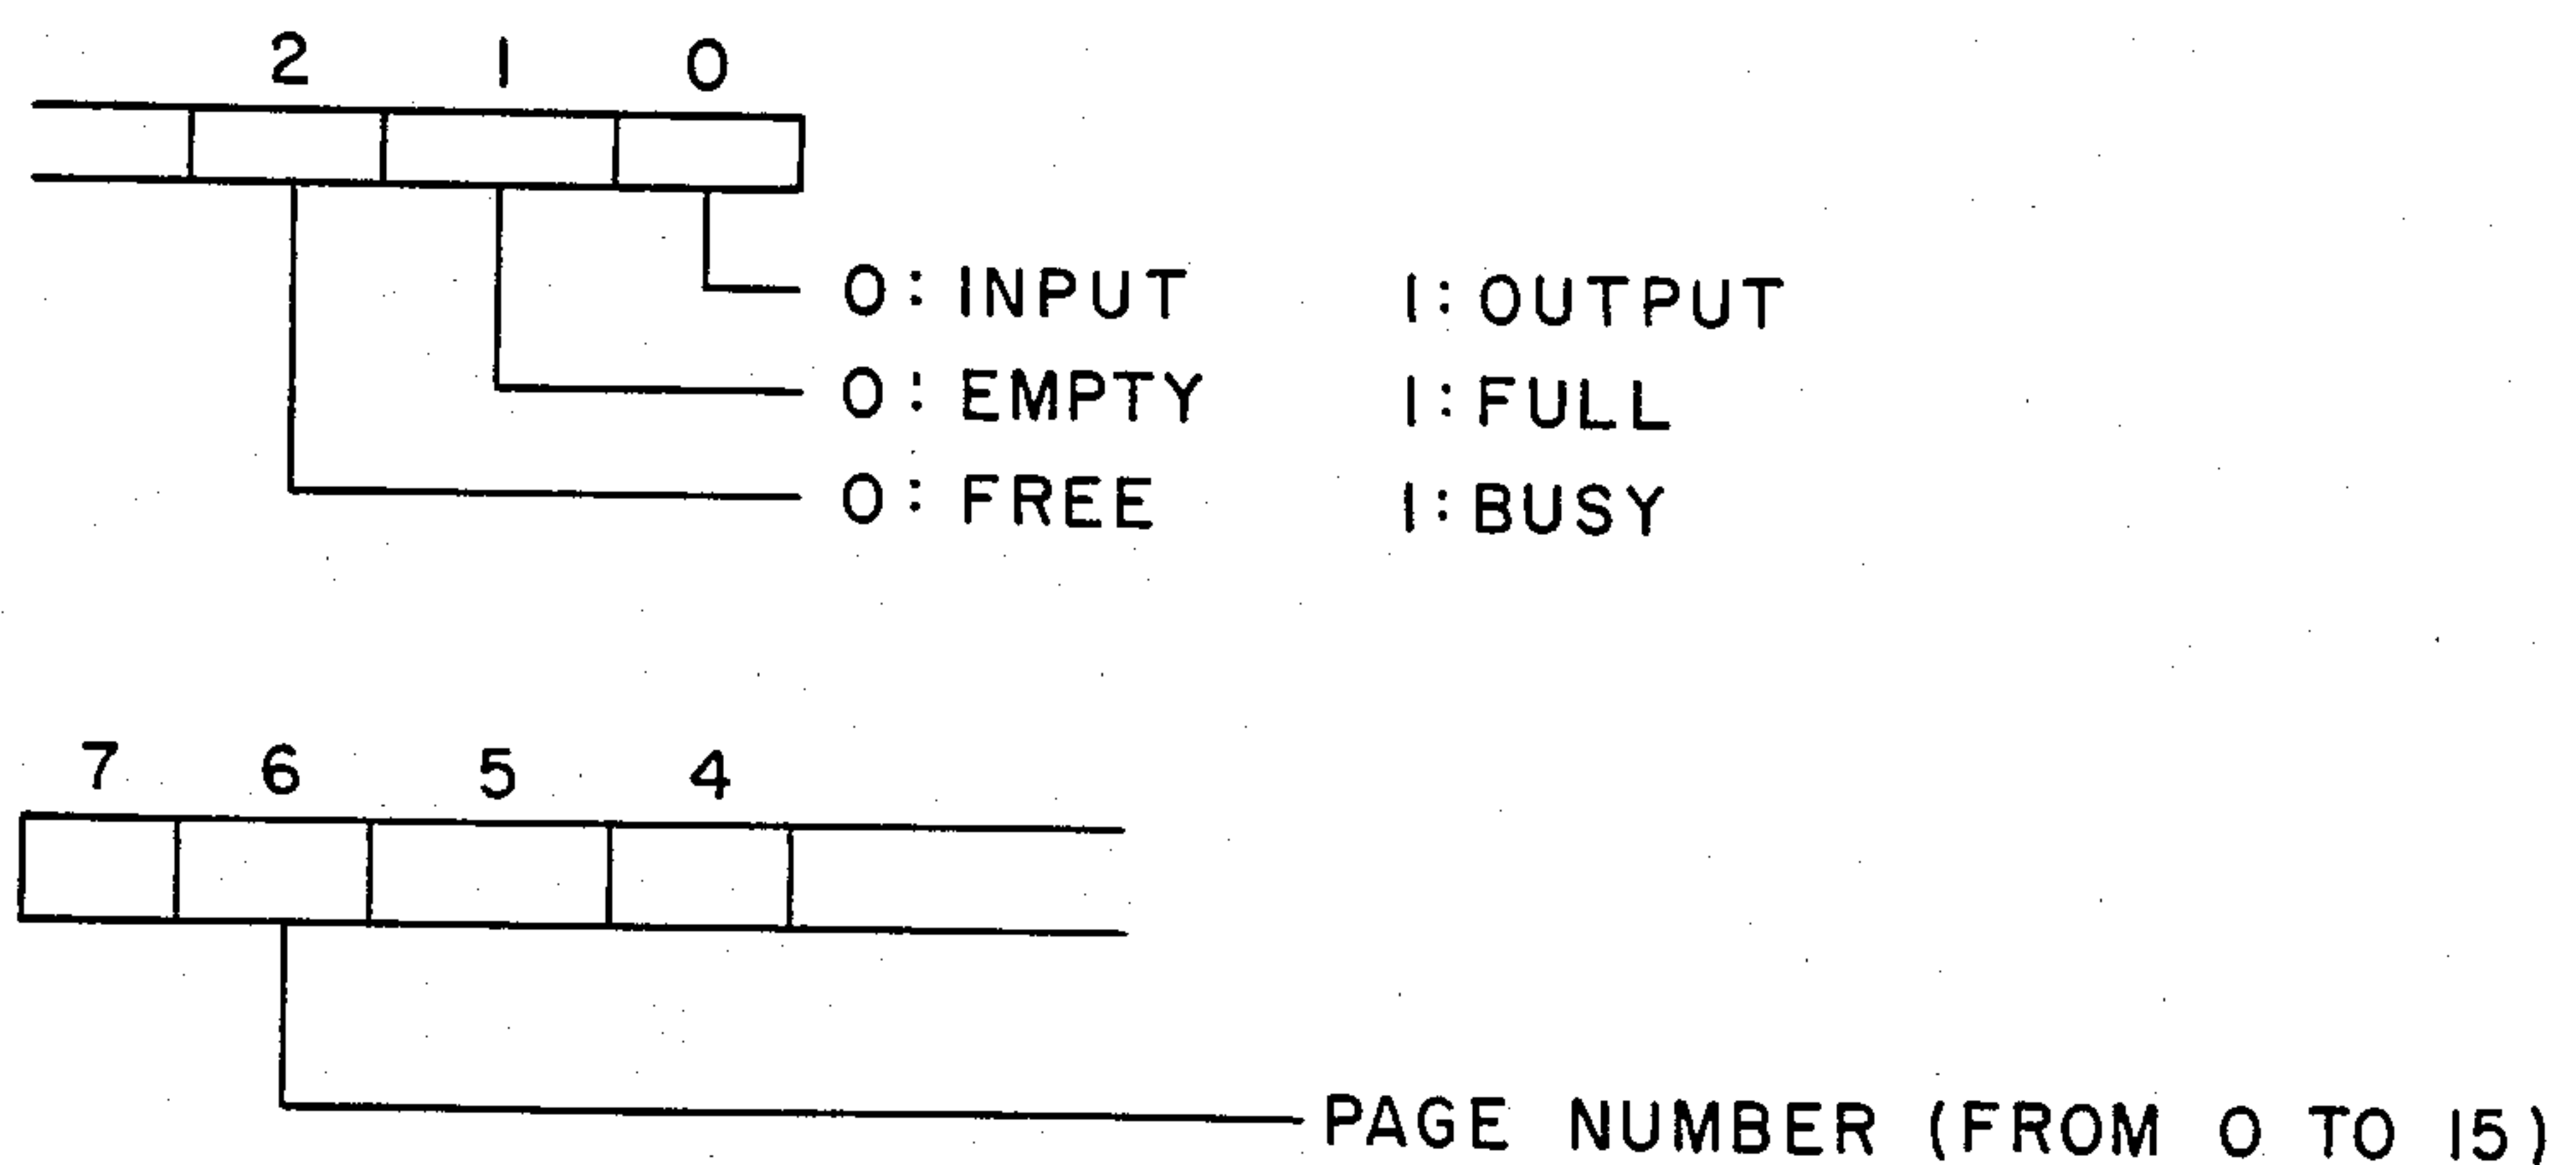 2 1 0
0: INPUT 1: OUTPUT
0: EMPTY 1: FULL
0: FREE 1: BUSY
7 6 5 4
PAGE NUMBER (FROM 0 TO 15)